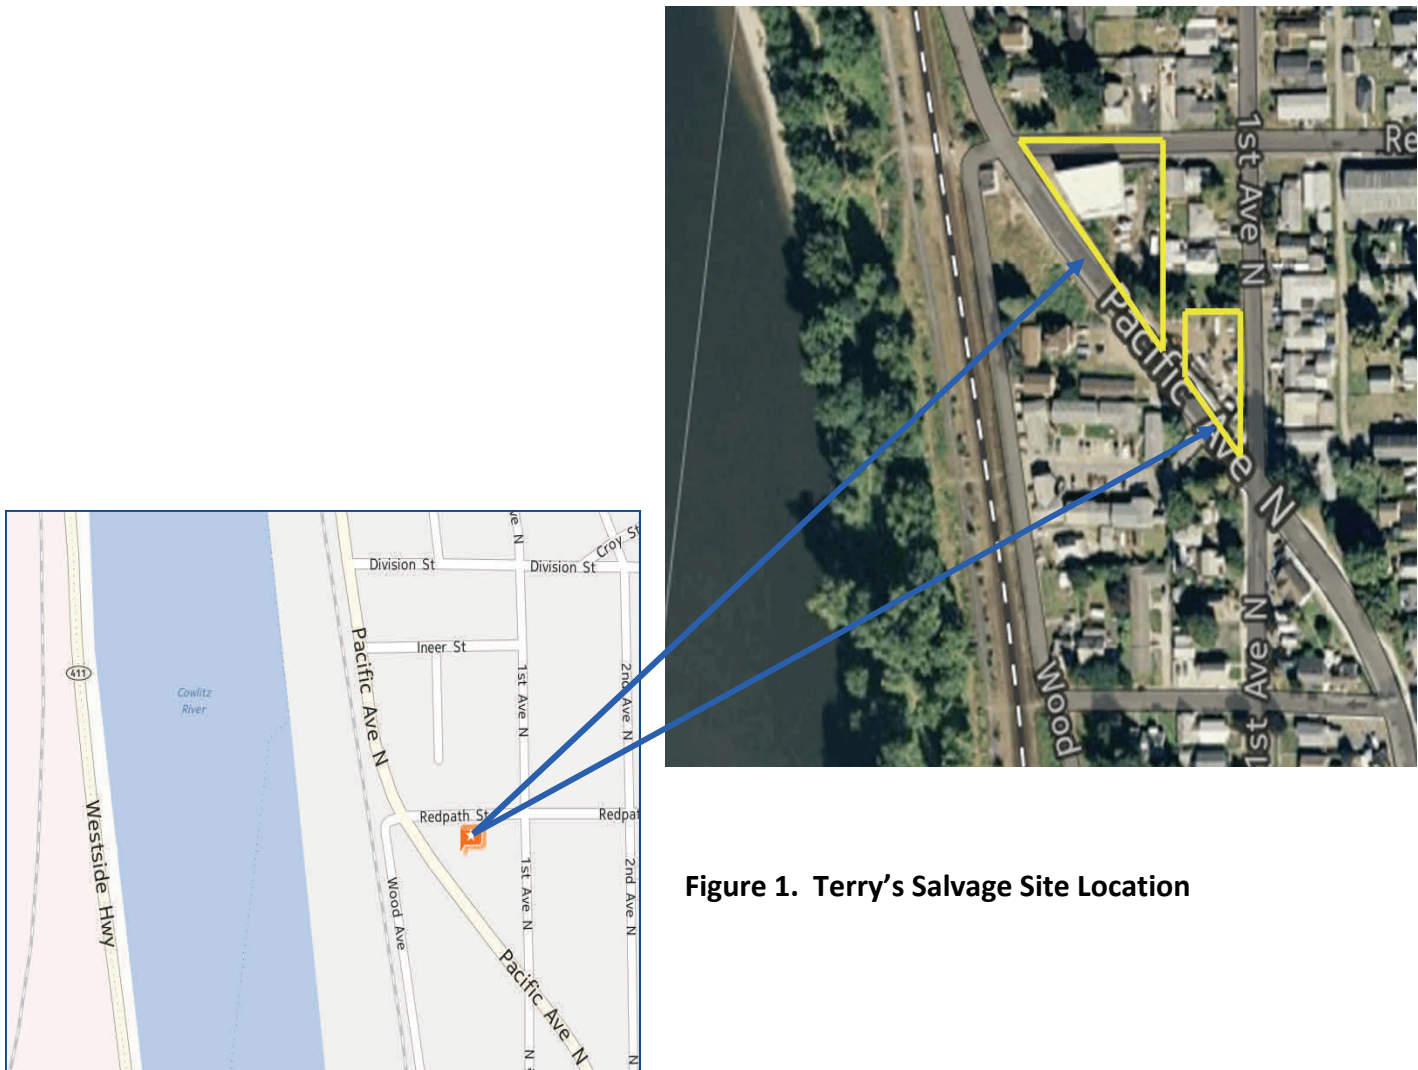 Re
1st Ave N
Pacific Ave N
1st Ave N
Wood
ve N
Croy St
Division St
Division St
Pacific Ave N
Ineer St
1st Ave N
2nd Ave N
411
Cowlitz
River
Westside Hwy
Redpath St
Redpat
Wood Ave
1st Ave N
2nd Ave N
Pacific Ave N
N
N
Figure 1. Terry’s Salvage Site Location